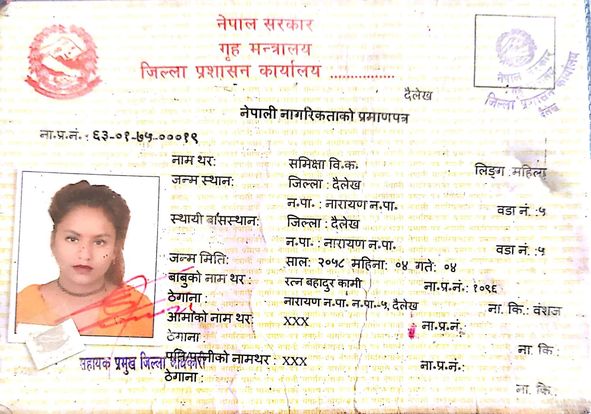 नेपाल सरकार
गृह मन्त्रालय
जिल्ला प्रशासन कार्यालय ................
दैलेख
नेपाल सरकार
जिल्ला प्रशासन कार्यालय
दैलेख
नेपाली नागरिकताको प्रमाणपत्र
ना.प्र.नं. : ६३-०१-७५-०००१९
नाम थर: समिक्षा वि.क. लिङ्ग : महिला
जन्म स्थान: जिल्ला : दैलेख
न.पा. : नारायण न.पा. वडा नं. :५
स्थायी बासस्थान: जिल्ला : दैलेख
न.पा. : नारायण न.पा. वडा नं. :५
जन्म मिति: साल: २०५८ महिना: ०४ गते: ०४
बाबुको नाम थर : रत्न बहादुर कामी ना.प्र.नं.: १०९६
ठेगाना : नारायण न.पा. न.पा.-५, दैलेख ना. कि.: वंशज
आमाको नाम थर: XXX ना.प्र.नं.:
ठेगाना : ना. कि :
पति/पत्नीको नामथर : XXX ना.प्र.नं.:
सहायक प्रमुख जिल्ला अधिकारी
ठेगाना : ना. कि.: